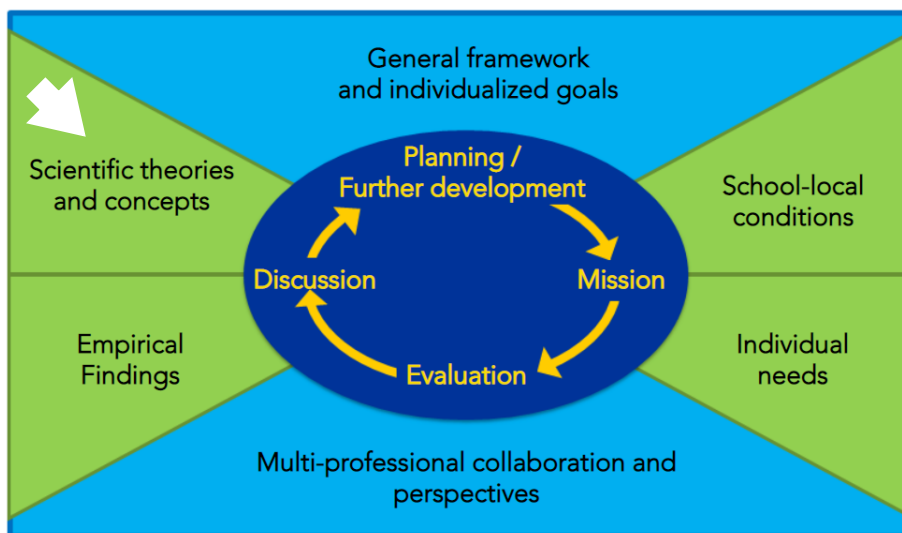 General framework
and individualized goals
Scientific theories
and concepts
Planning /
Further development
School-local
conditions
Discussion
Mission
Empirical
Findings
Individual
needs
Evaluation
Multi-professional collaboration and
perspectives